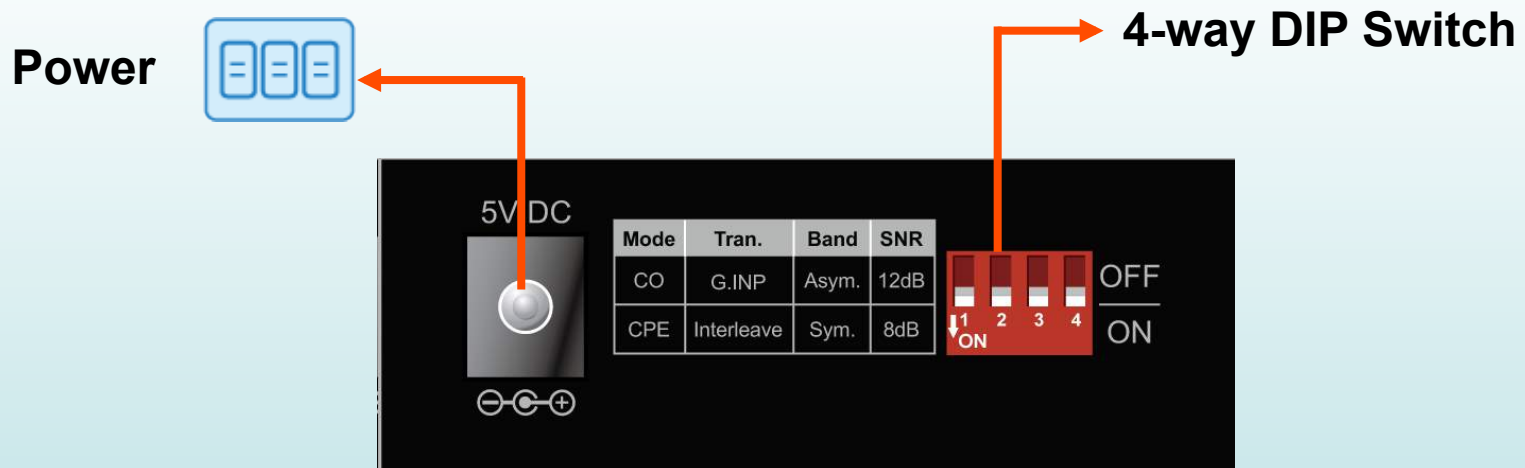 Power
4-way DIP Switch
5V DC
Mode Tran. Band SNR
CO G.INP Asym. 12dB
CPE Interleave Sym. 8dB
1 2 3 4
ON
OFF
ON